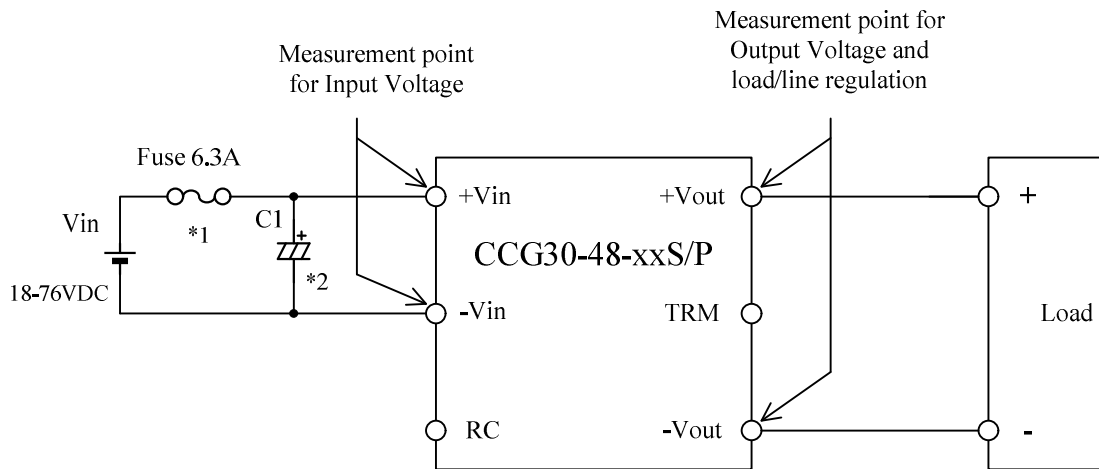 Measurement point for
Output Voltage and
load/line regulation
Measurement point
for Input Voltage
Fuse 6.3A
*1
Vin
18-76VDC
C1
+
*2
+Vin
-Vin
RC
CCG30-48-xxS/P
+Vout
TRM
-Vout
+
Load
-